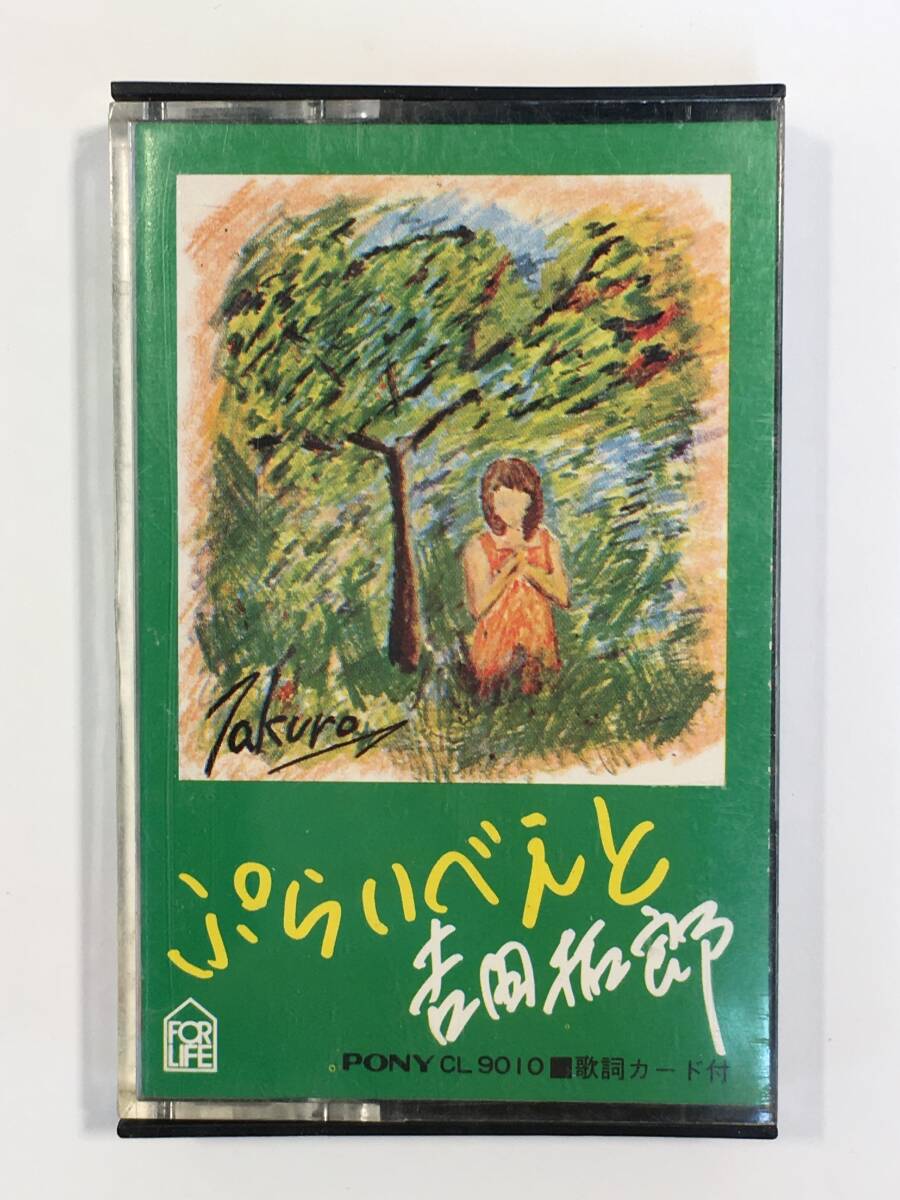 Takuro
ぷらいべえと
吉田拓郎
FOR
LIFE
PONY CL 9010 ■歌詞カード付